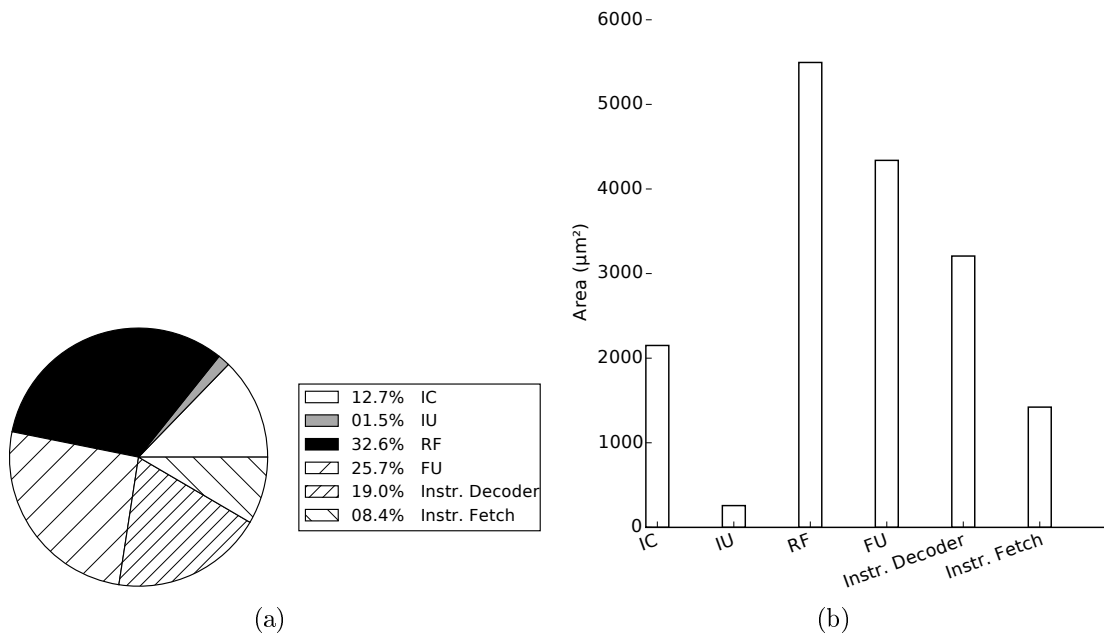 12.7% IC
01.5% IU
32.6% RF
25.7% FU
19.0% Instr. Decoder
08.4% Instr. Fetch
(a)
6000
5000
4000
3000
2000
1000
0
Area (µm²)
IC
IU
RF
FU
Instr. Decoder
Instr. Fetch
(b)